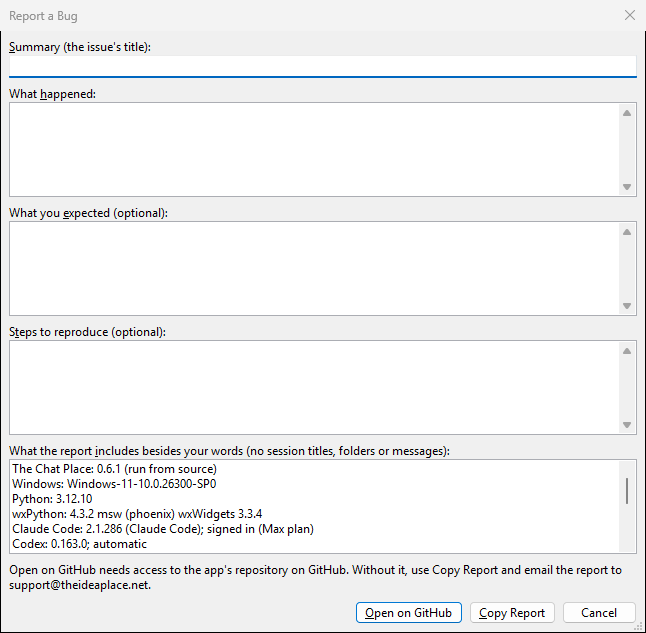 Report a Bug
Summary (the issue's title):
What happened:
What you expected (optional):
Steps to reproduce (optional):
What the report includes besides your words (no session titles, folders or messages):
The Chat Place: 0.6.1 (run from source)
Windows: Windows-11-10.0.26300-SP0
Python: 3.12.10
wxPython: 4.3.2 msw (phoenix) wxWidgets 3.3.4
Claude Code: 2.1.286 (Claude Code); signed in (Max plan)
Codex: 0.163.0; automatic
Open on GitHub needs access to the app's repository on GitHub. Without it, use Copy Report and email the report to
support@theideaplace.net.
Open on GitHub
Copy Report
Cancel